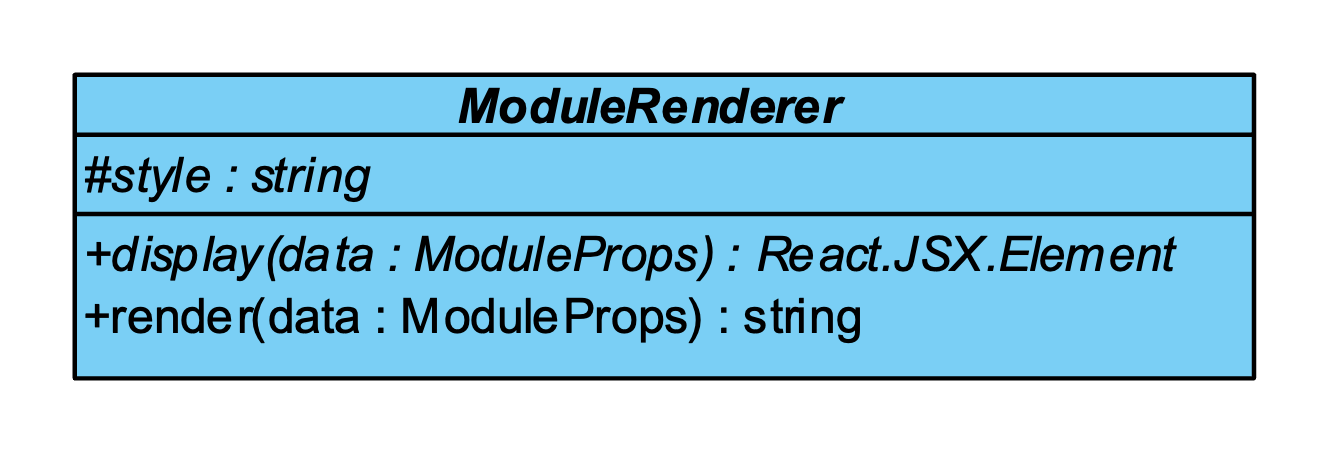 ModuleRenderer
#style : string
+display(data : ModuleProps) : React.JSX.Element
+render(data : ModuleProps) : string